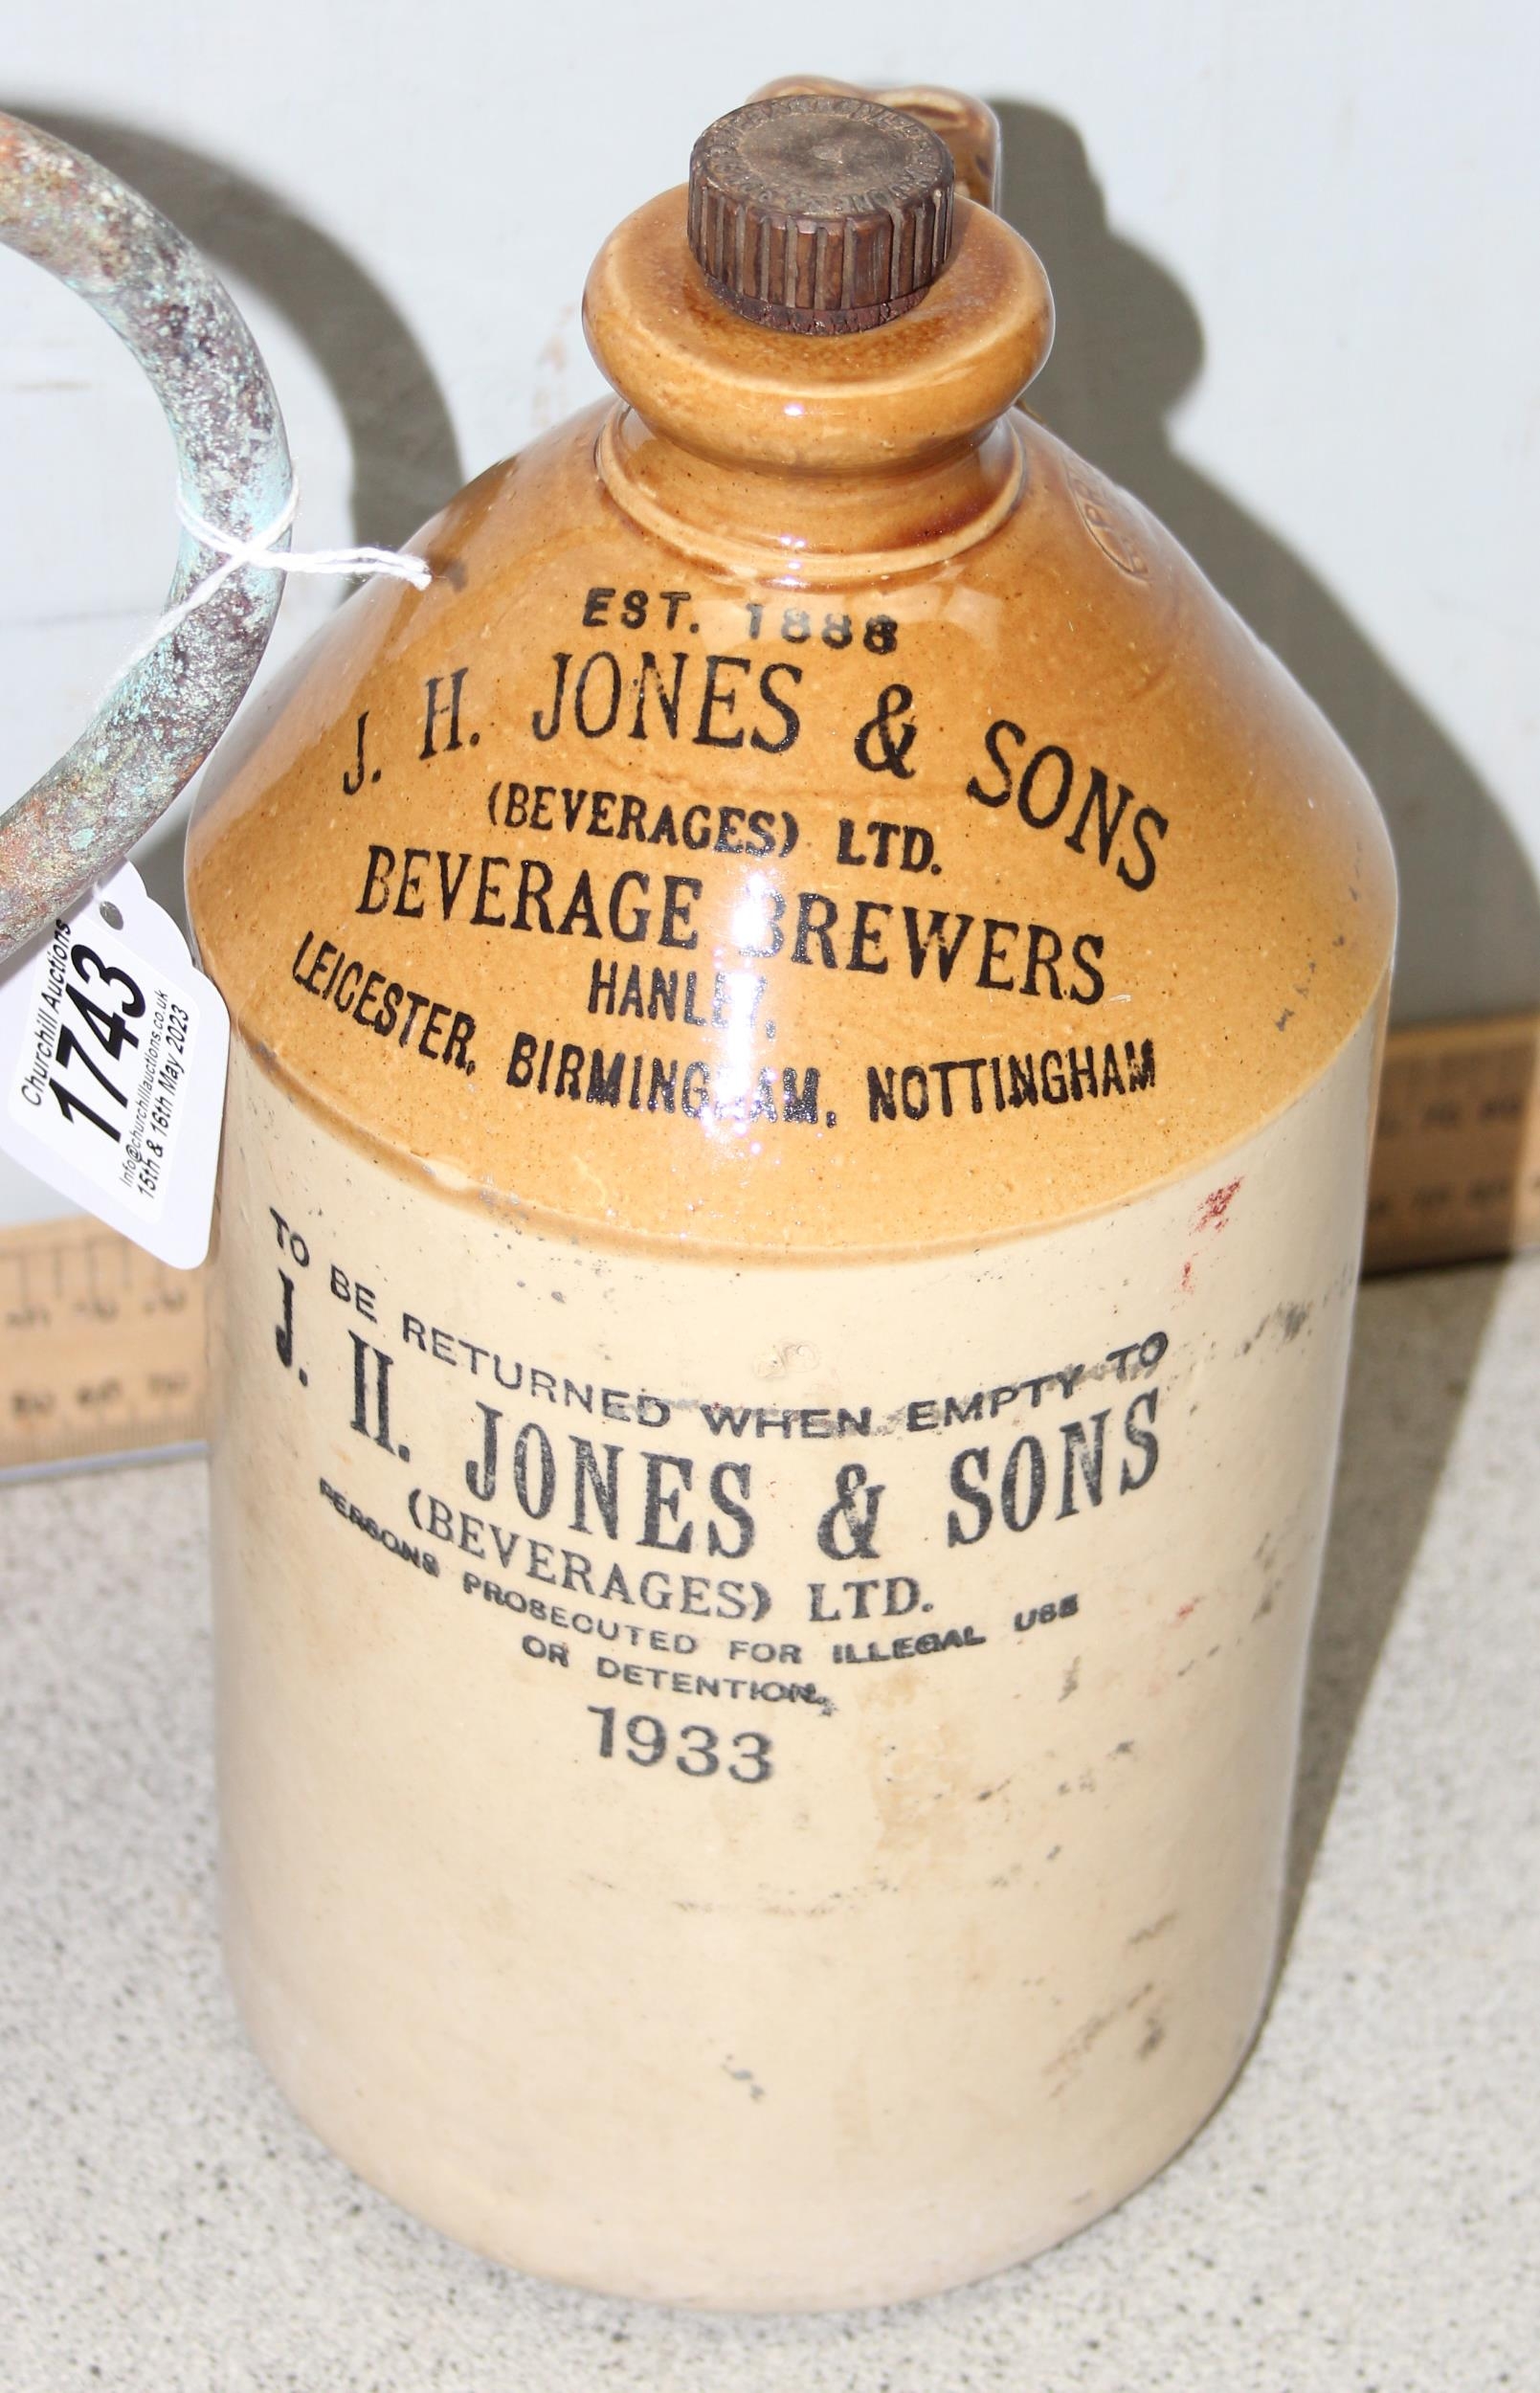 EST. 1888
J. H. JONES & SONS
(BEVERAGES) LTD.
BEVERAGE BREWERS
HANLEY,
LEICESTER, BIRMINGHAM, NOTTINGHAM
TO BE RETURNED WHEN EMPTY TO
J. H. JONES & SONS
(BEVERAGES) LTD.
PERSONS PROSECUTED FOR ILLEGAL USE
OR DETENTION,
1933
Churchill Auctions
1743
info@churchillauctions.co.uk
15th & 16th May 2023